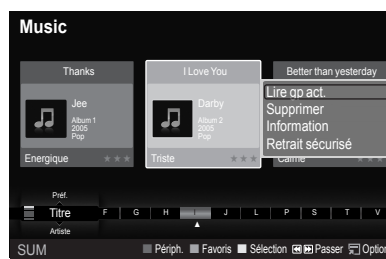 Music
Thanks
I Love You
Better than yesterday
Jee
Album 1
2005
Pop
Darby
Album 2
2005
Pop
Lire gp act.
Supprimer
Information
Retrait sécurisé
Energique
Triste
Calme
Préf.
Titre F G H I J L P S T V
Artiste
SUM Périph. Favoris Sélection Passer Option